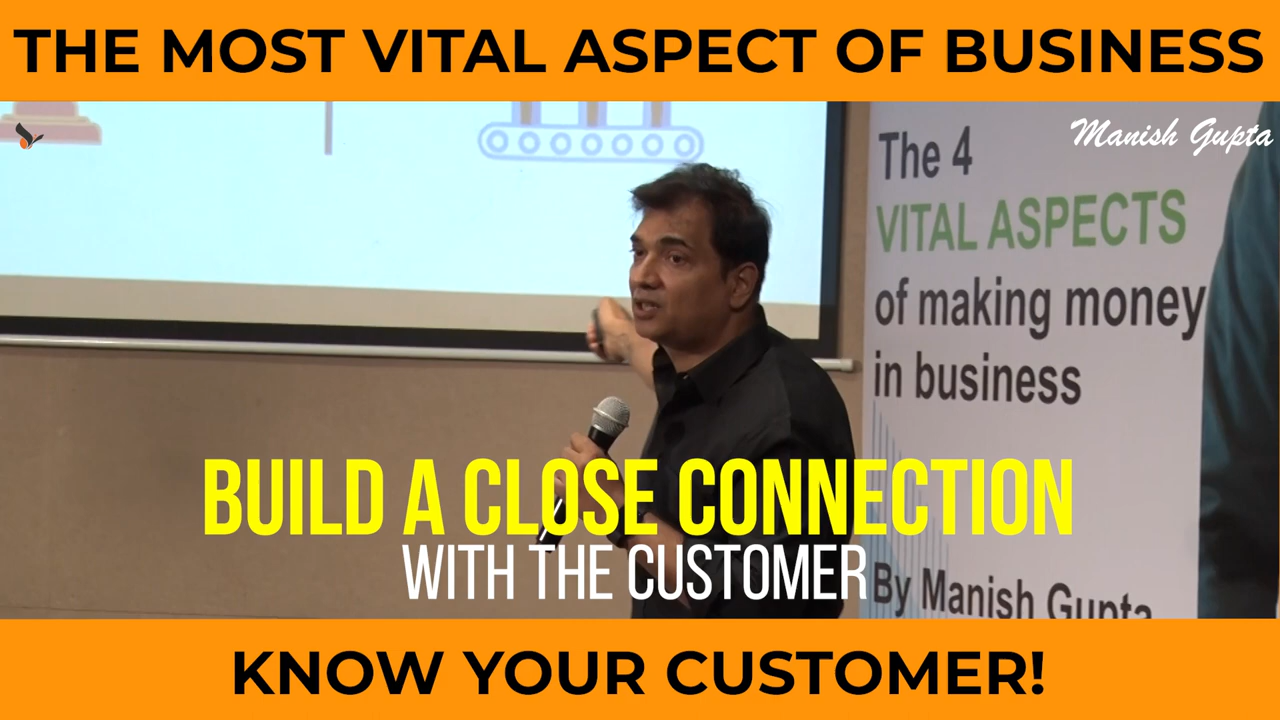 THE MOST VITAL ASPECT OF BUSINESS
Manish Gupta
The 4
VITAL ASPECTS
of making money
in business
BUILD A CLOSE CONNECTION
WITH THE CUSTOMER
By Manish Gupta
KNOW YOUR CUSTOMER!